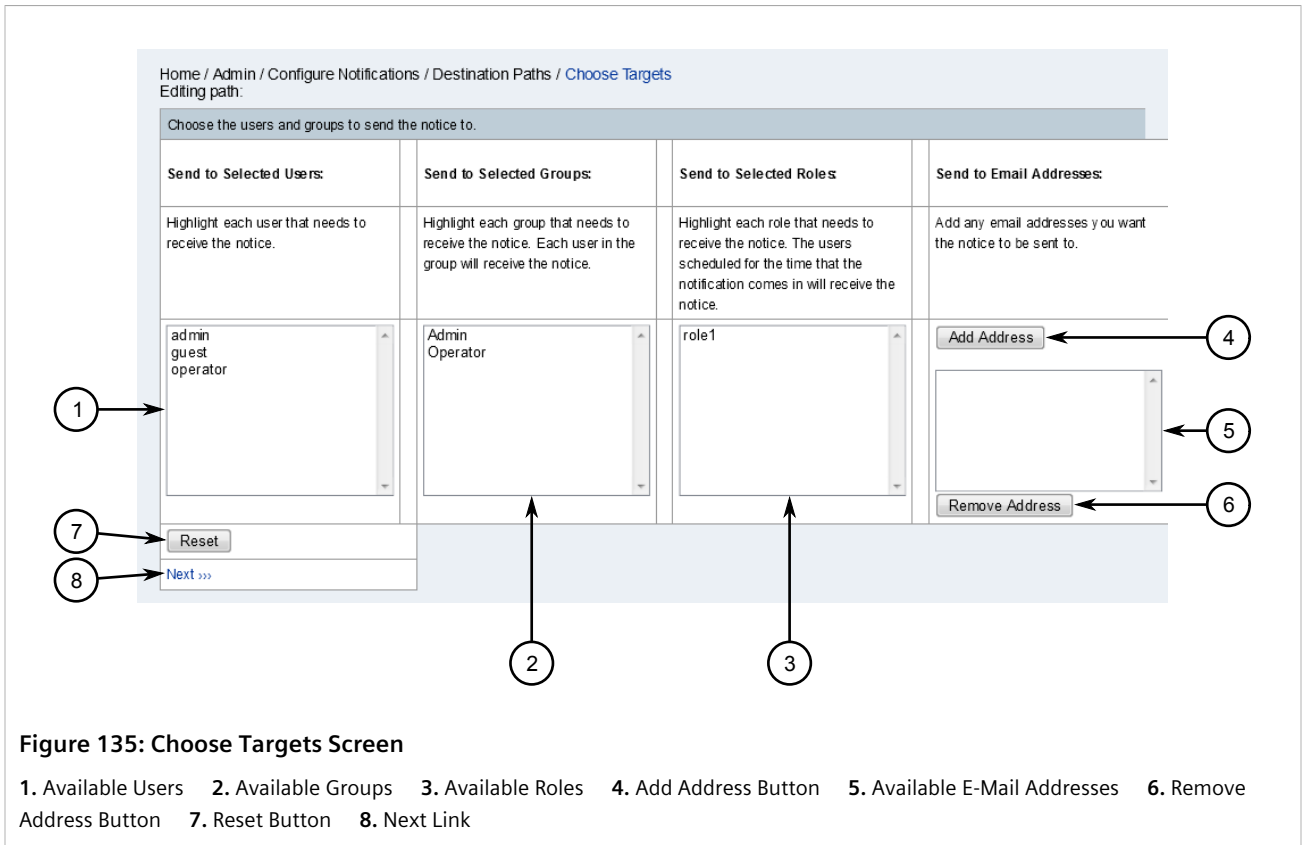 Home / Admin / Configure Notifications / Destination Paths / Choose Targets
Editing path:
Choose the users and groups to send the notice to.
Send to Selected Users:
Send to Selected Groups:
Send to Selected Roles:
Send to Email Addresses:
Highlight each user that needs to
receive the notice.
Highlight each group that needs to
receive the notice. Each user in the
group will receive the notice.
Highlight each role that needs to
receive the notice. The users
scheduled for the time that the
notification comes in will receive the
notice.
Add any email addresses you want
the notice to be sent to.
admin
guest
operator
Admin
Operator
role1
Add Address
Remove Address
Reset
Next ›››
1
2
3
4
5
6
7
8
Figure 135: Choose Targets Screen
1. Available Users 2. Available Groups 3. Available Roles 4. Add Address Button 5. Available E-Mail Addresses 6. Remove
Address Button 7. Reset Button 8. Next Link